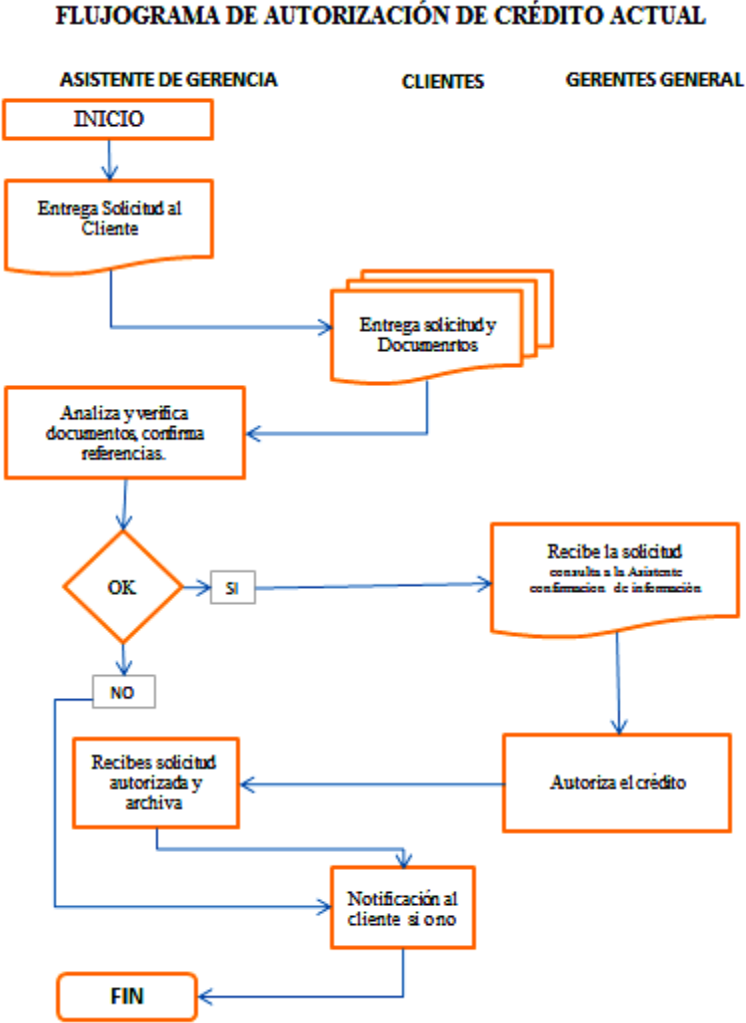 FLUJOGRAMA DE AUTORIZACIÓN DE CRÉDITO ACTUAL
ASISTENTE DE GERENCIA
CLIENTES
GERENTES GENERAL
INICIO
Entrega Solicitud al
Cliente
Entrega solicitud y
Documenrtos
Analiza y verifica
documentos, confirma
referencias.
OK
SI
Recibe la solicitud
consulta a la Asistente
confirmacion de información
NO
Recibes solicitud
autorizada y
archiva
Autoriza el crédito
Notificación al
cliente si o no
FIN